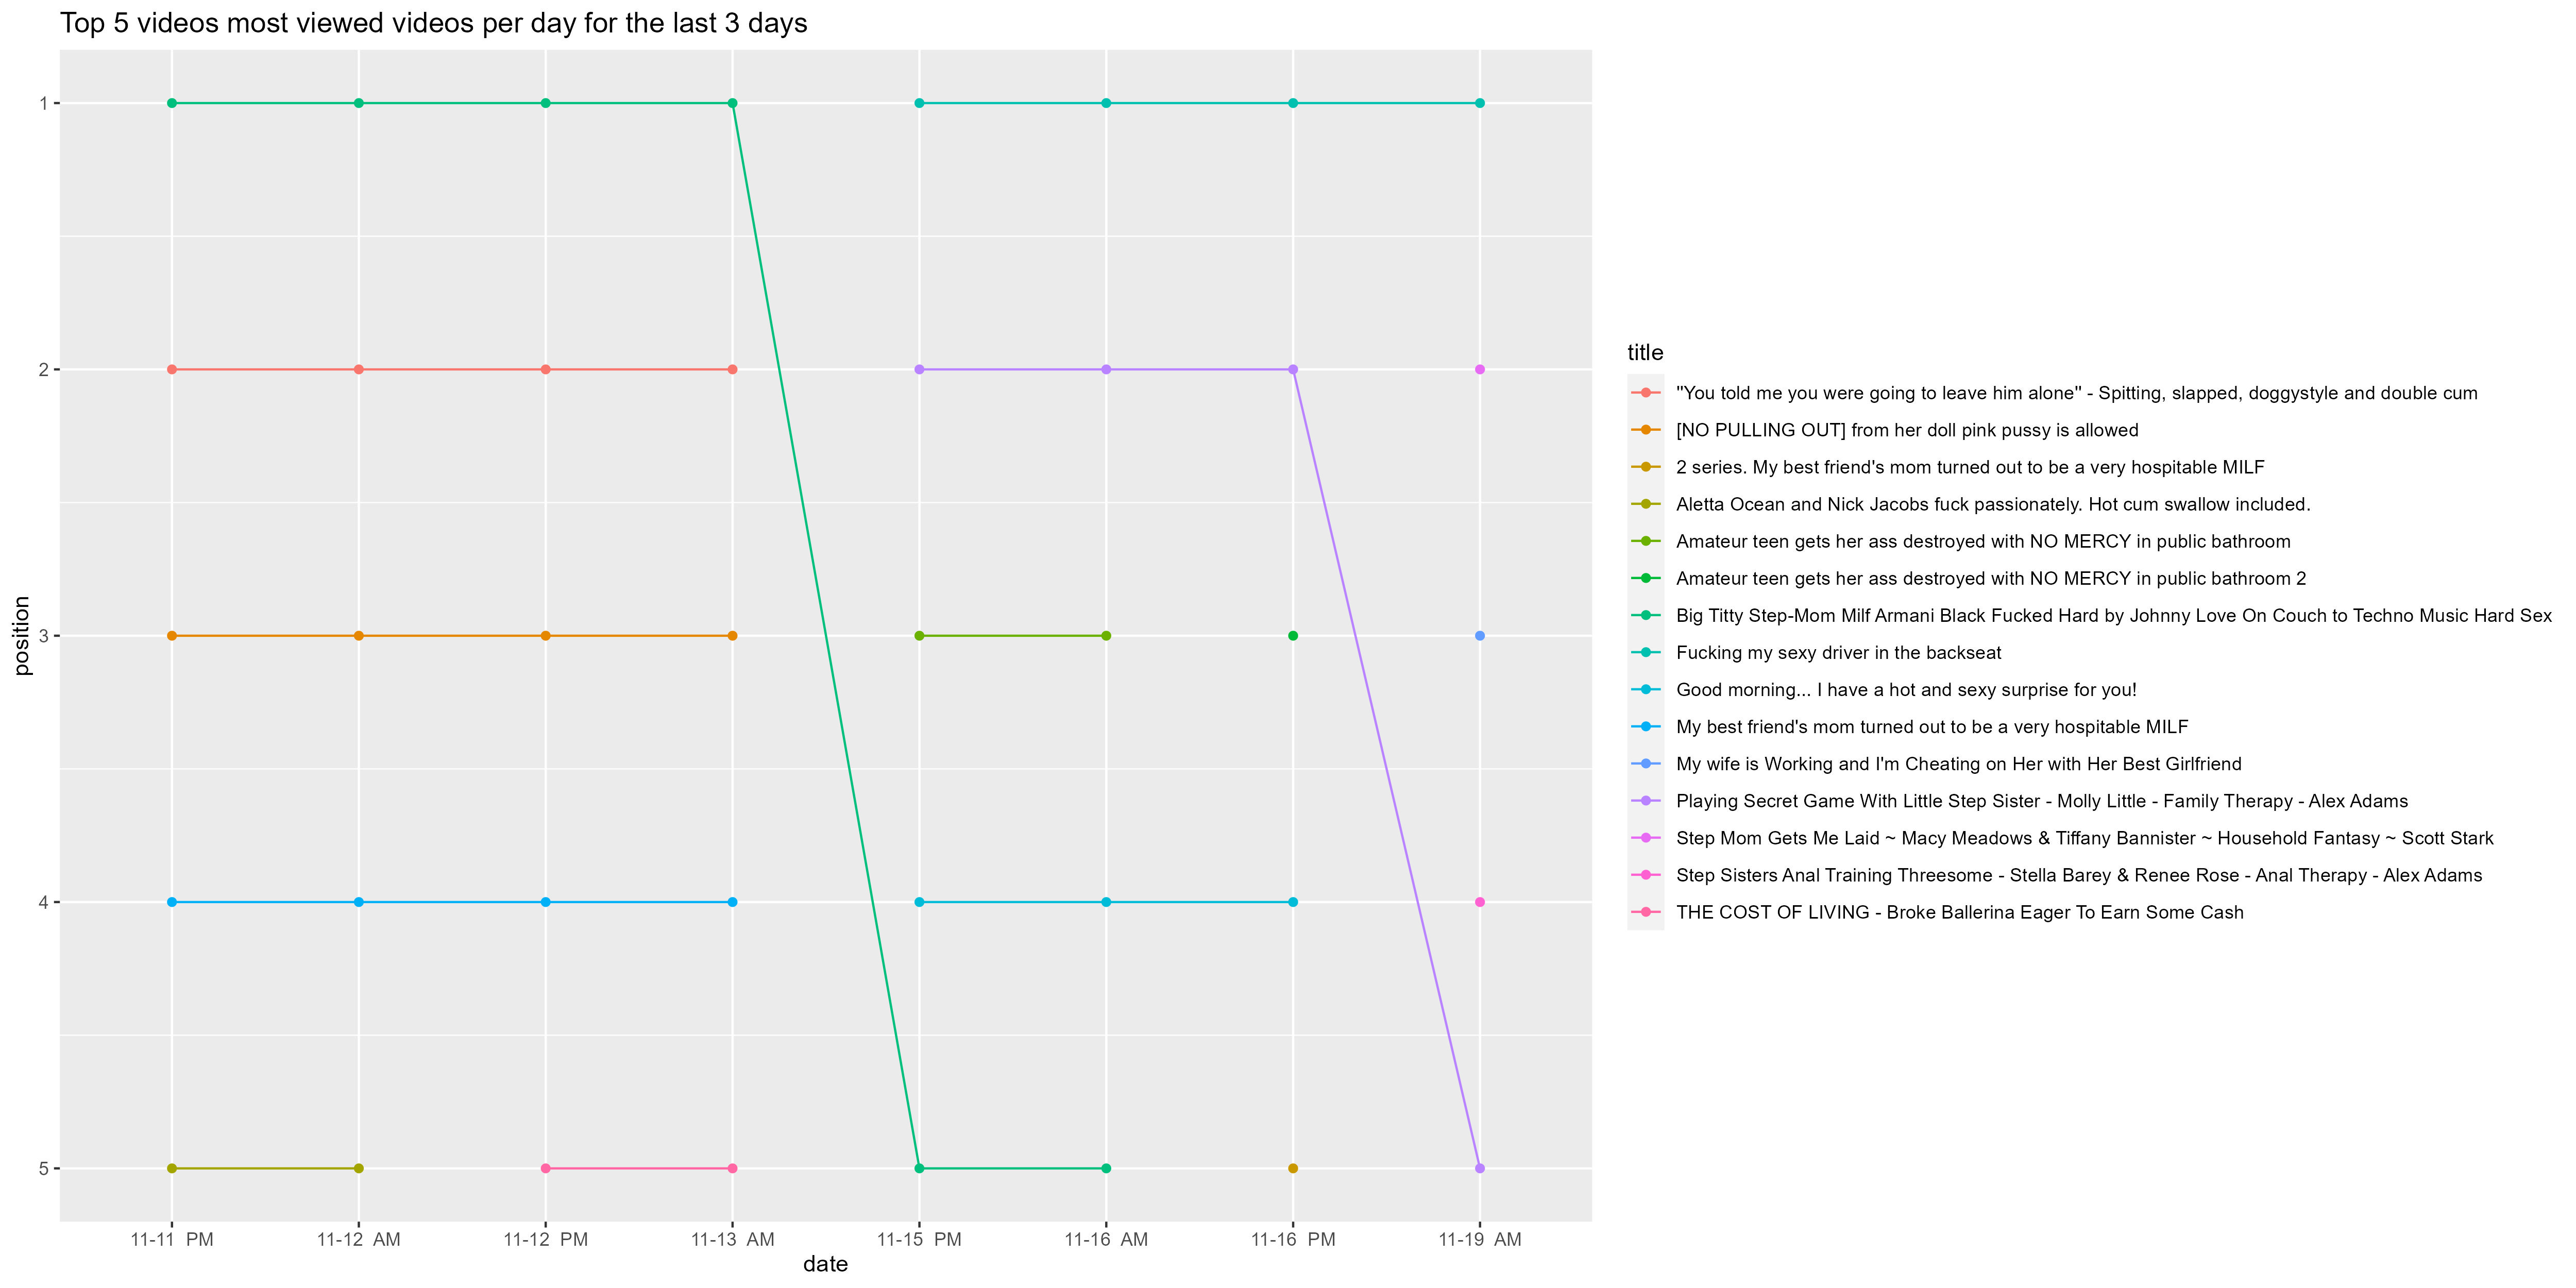 Top 5 videos most viewed videos per day for the last 3 days
position
1
2
3
4
5
11-11 PM
11-12 AM
11-12 PM
11-13 AM
11-15 PM
11-16 AM
11-16 PM
11-19 AM
date
title
"You told me you were going to leave him alone" - Spitting, slapped, doggystyle and double cum
[NO PULLING OUT] from her doll pink pussy is allowed
2 series. My best friend's mom turned out to be a very hospitable MILF
Aletta Ocean and Nick Jacobs fuck passionately. Hot cum swallow included.
Amateur teen gets her ass destroyed with NO MERCY in public bathroom
Amateur teen gets her ass destroyed with NO MERCY in public bathroom 2
Big Titty Step-Mom Milf Armani Black Fucked Hard by Johnny Love On Couch to Techno Music Hard Sex
Fucking my sexy driver in the backseat
Good morning... I have a hot and sexy surprise for you!
My best friend's mom turned out to be a very hospitable MILF
My wife is Working and I'm Cheating on Her with Her Best Girlfriend
Playing Secret Game With Little Step Sister - Molly Little - Family Therapy - Alex Adams
Step Mom Gets Me Laid ~ Macy Meadows & Tiffany Bannister ~ Household Fantasy ~ Scott Stark
Step Sisters Anal Training Threesome - Stella Barey & Renee Rose - Anal Therapy - Alex Adams
THE COST OF LIVING - Broke Ballerina Eager To Earn Some Cash